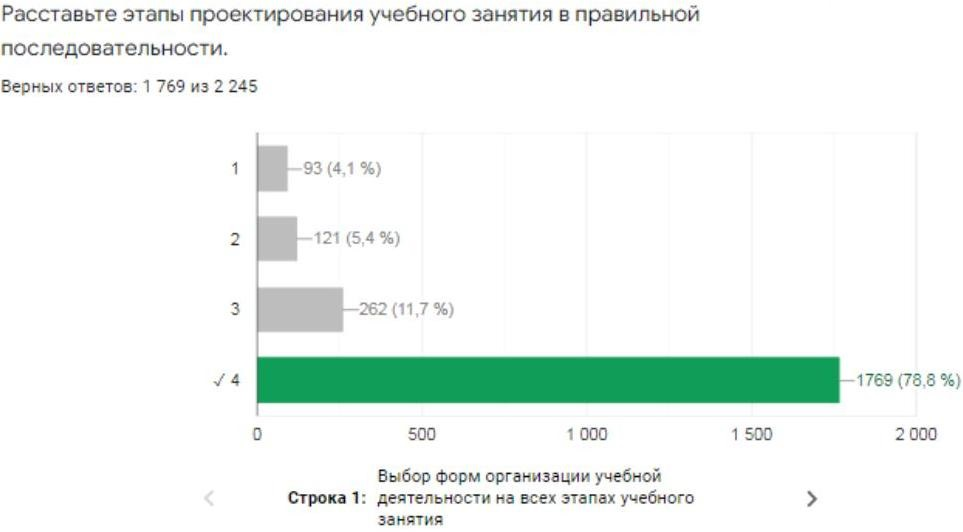 Расставьте этапы проектирования учебного занятия в правильной
последовательности.
Верных ответов: 1 769 из 2 245
1
93 (4,1 %)
2
121 (5,4 %)
3
262 (11,7 %)
✓ 4
1769 (78,8 %)
0 500 1 000 1 500 2 000
Выбор форм организации учебной
Строка 1: деятельности на всех этапах учебного
занятия